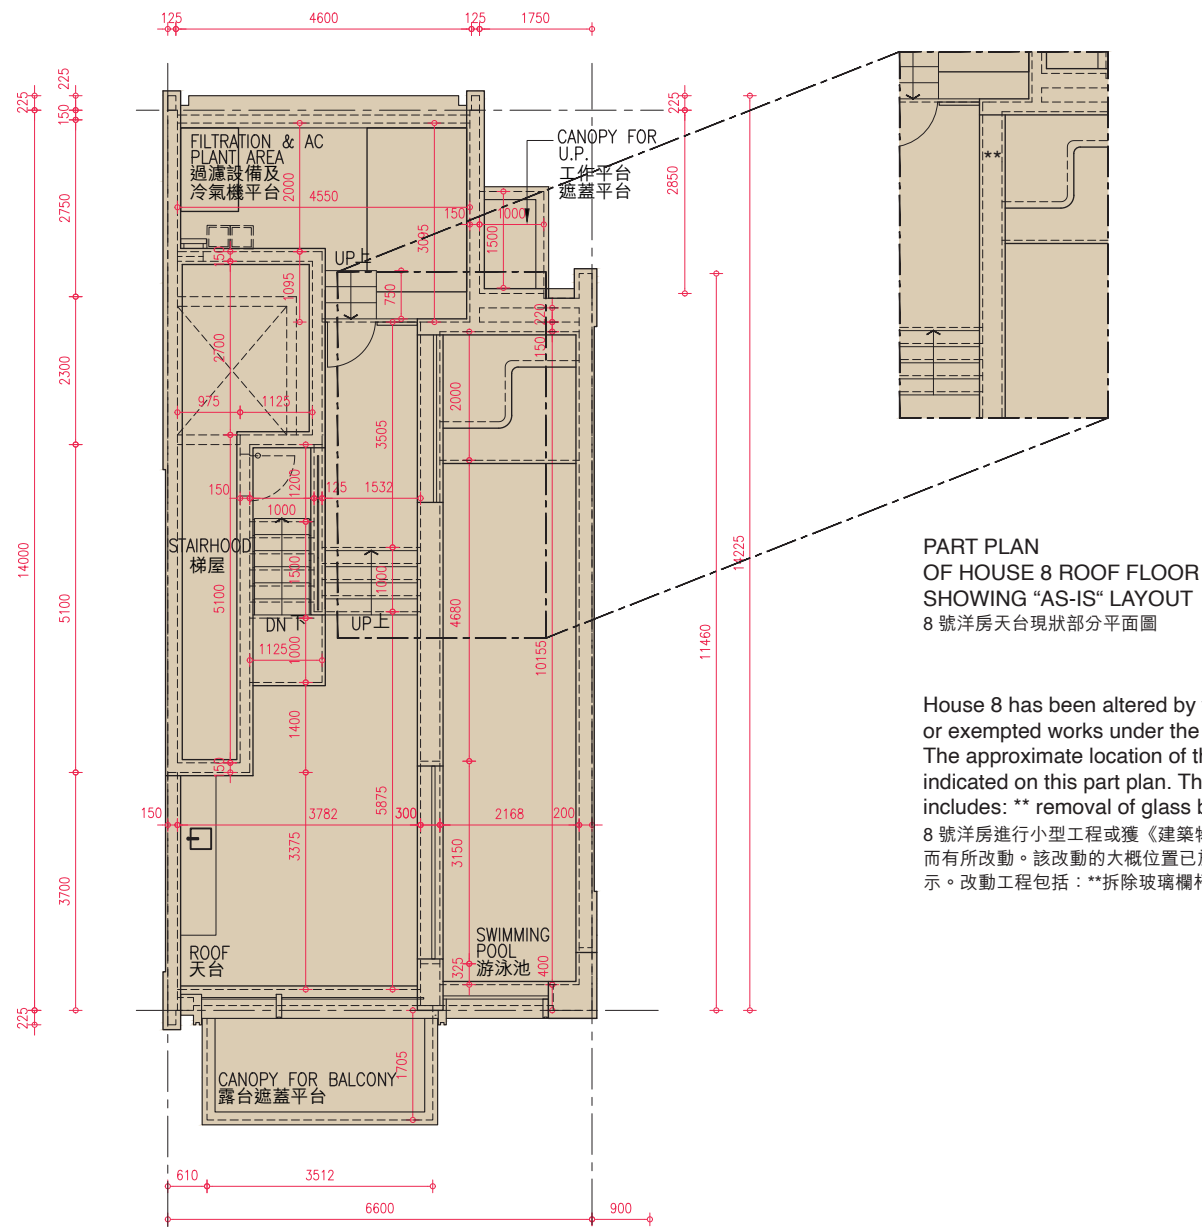 125
4600
125
1750
225
225
150
225
FILTRATION & AC
PLANT AREA
過濾設備及
冷氣機平台
2000
4550
CANOPY FOR
U.P.
工作平台
遮蓋平台
2850
2750
150
1000
1500
3095
150
UP上
1095
750
220
150
2700
2300
975
1125
2000
3505
**
150
1200
125
1532
1000
STAIRHOOD
梯屋
1500
1000
14000
5100
5100
4680
14225
DN下
UP上
1125
1000
10155
11460
PART PLAN
OF HOUSE 8 ROOF FLOOR
SHOWING “AS-IS“ LAYOUT
8 號洋房天台現狀部分平面圖
1400
150
150
3782
300
2168
200
5875
3375
3150
3700
House 8 has been altered by
or exempted works under the
The approximate location of th
indicated on this part plan. Th
includes: ** removal of glass b
8 號洋房進行小型工程或獲《建築物
而有所改動。該改動的大概位置已於
示。改動工程包括：**拆除玻璃欄杆
ROOF
天台
SWIMMING
POOL
游泳池
325
400
225
1705
CANOPY FOR BALCONY
露台遮蓋平台
610
3512
6600
900